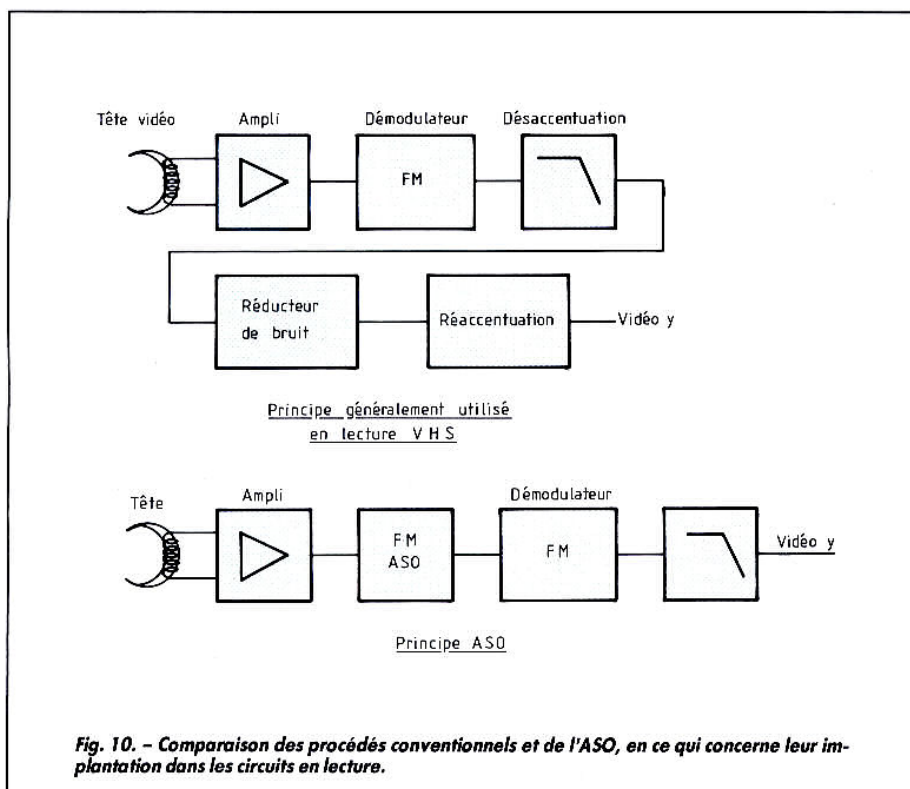 Tête vidéo
Ampli
Démodulateur
Désaccentuation
FM
Réducteur
de bruit
Réaccentuation
Vidéo y
Principe généralement utilisé
en lecture VHS
Tête
Ampli
Démodulateur
FM
ASO
FM
Vidéo y
Principe ASO
Fig. 10. – Comparaison des procédés conventionnels et de l'ASO, en ce qui concerne leur im-
plantation dans les circuits en lecture.